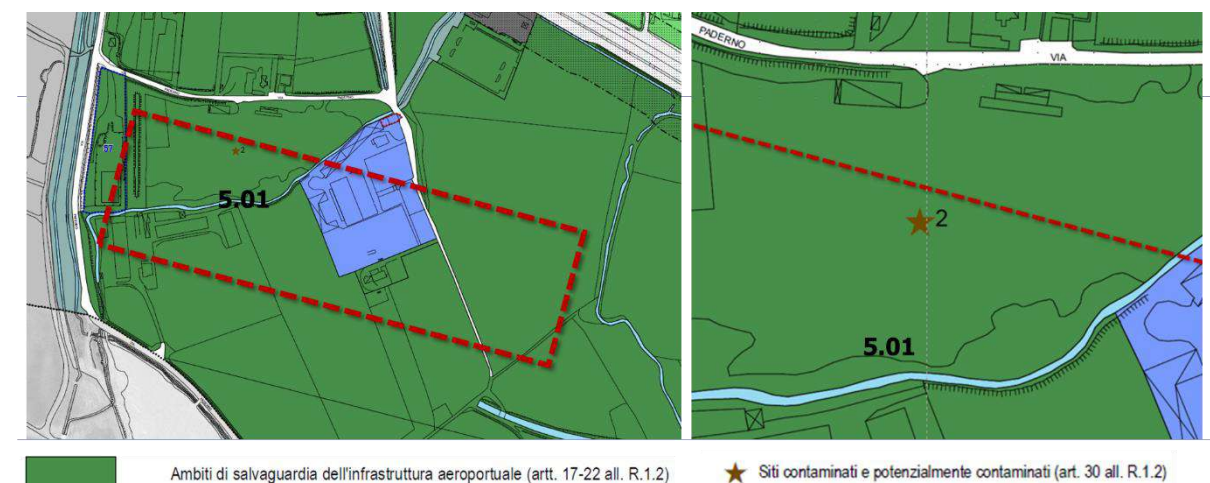 97
2
5.01
PADERNO
VIA
2
5.01
Ambiti di salvaguardia dell'infrastruttura aeroportuale (artt. 17-22 all. R.1.2)
Siti contaminati e potenzialmente contaminati (art. 30 all. R.1.2)